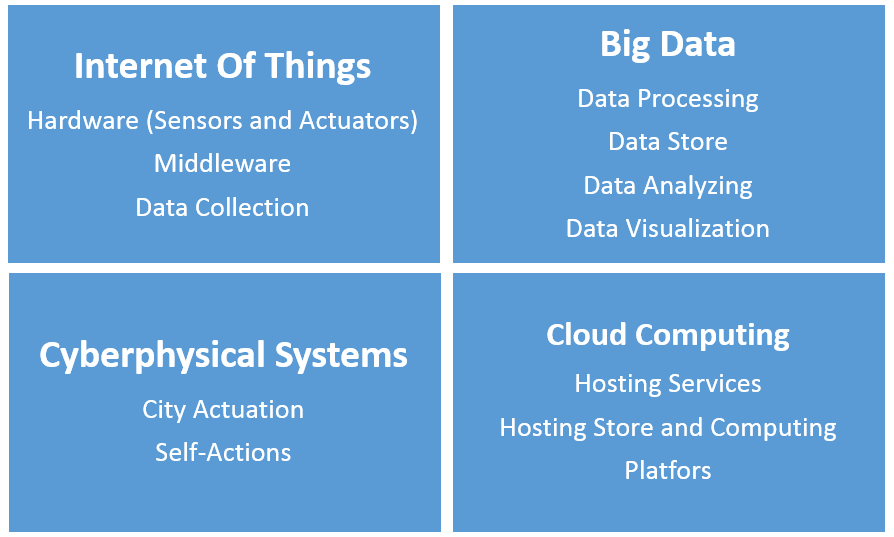 Internet Of Things
Hardware (Sensors and Actuators)
Middleware
Data Collection
Big Data
Data Processing
Data Store
Data Analyzing
Data Visualization
Cyberphysical Systems
City Actuation
Self-Actions
Cloud Computing
Hosting Services
Hosting Store and Computing
Platfors